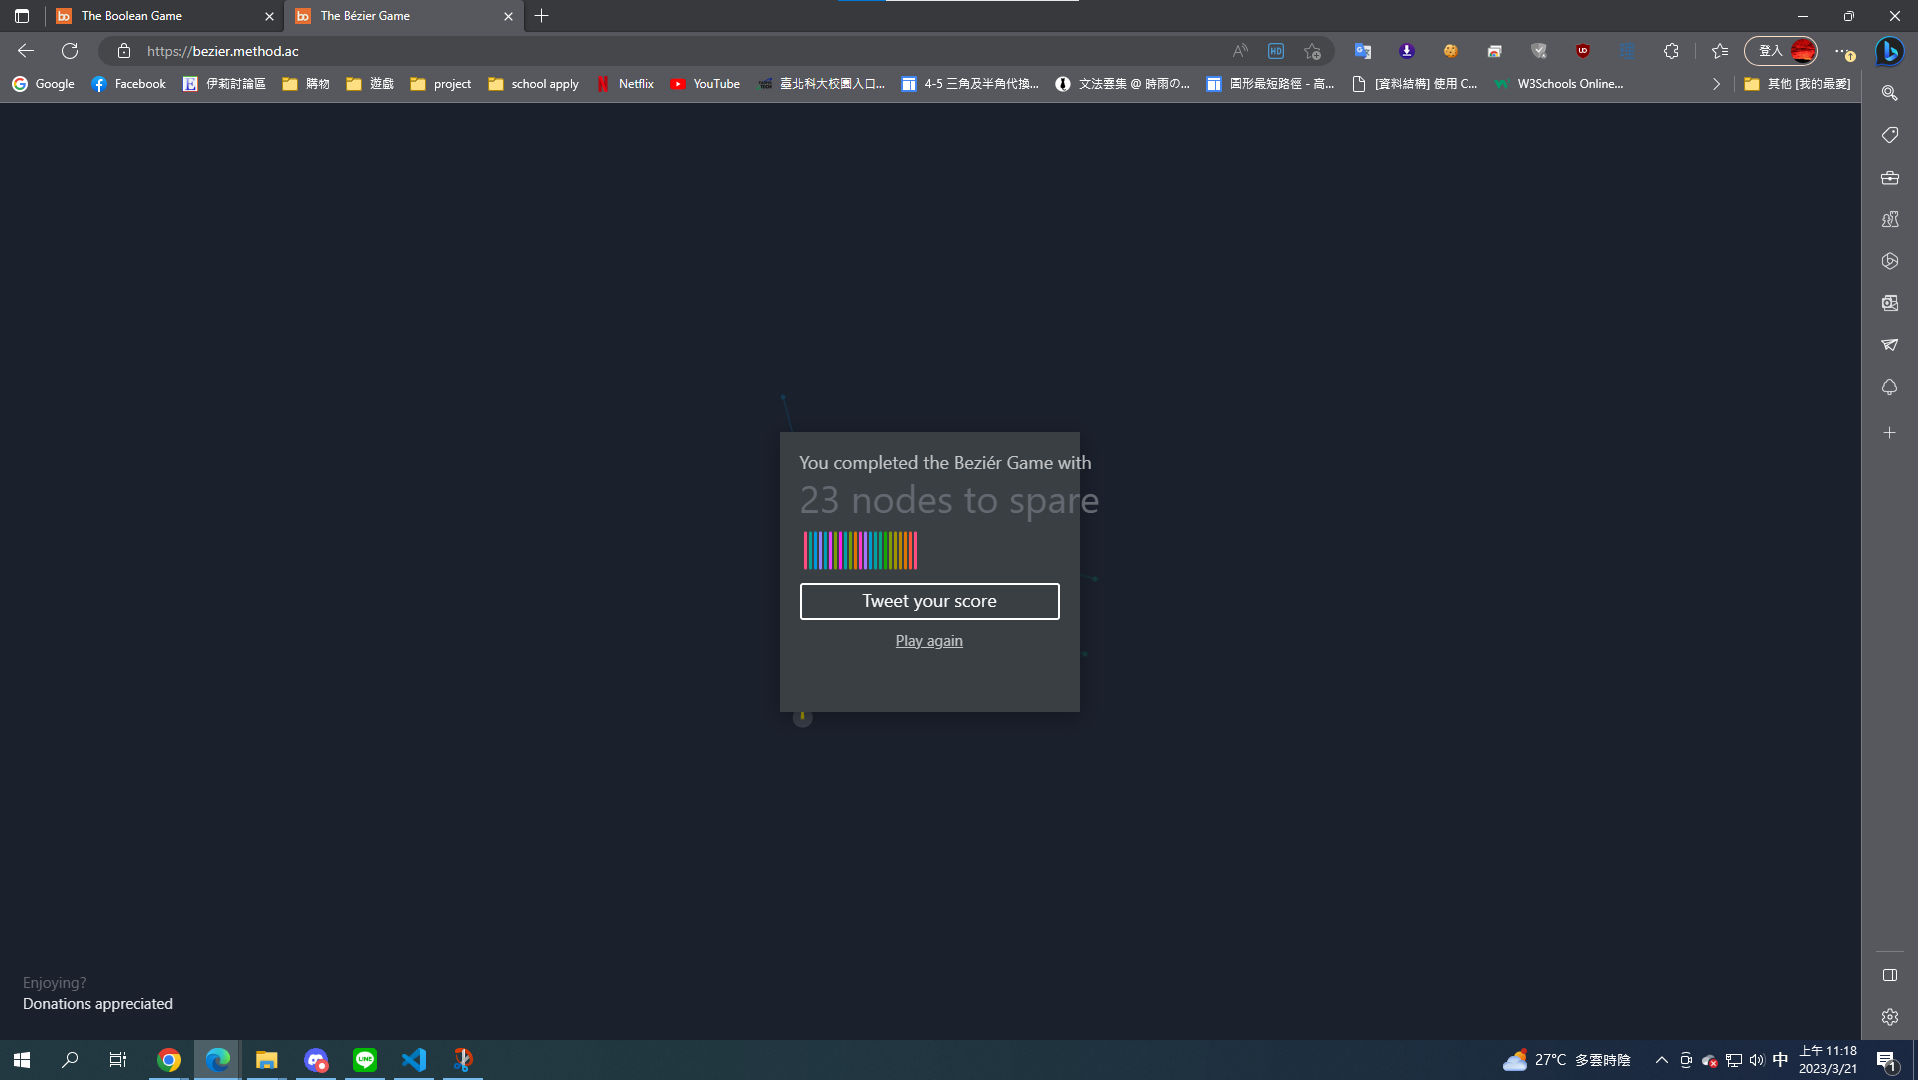 The Boolean Game
The Bézier Game
https://bezier.method.ac
登入
Google
Facebook
伊莉討論區
購物
遊戲
project
school apply
Netflix
YouTube
臺北科大校園入口...
4-5 三角及半角代換...
文法雲集 @ 時雨の...
圖形最短路徑 - 高...
[資料結構] 使用 C...
W3Schools Online...
其他 [我的最愛]
You completed the Beziér Game with
23 nodes to spare
Tweet your score
Play again
Enjoying?
Donations appreciated
27°C 多雲時陰
中
上午 11:18
2023/3/21
1